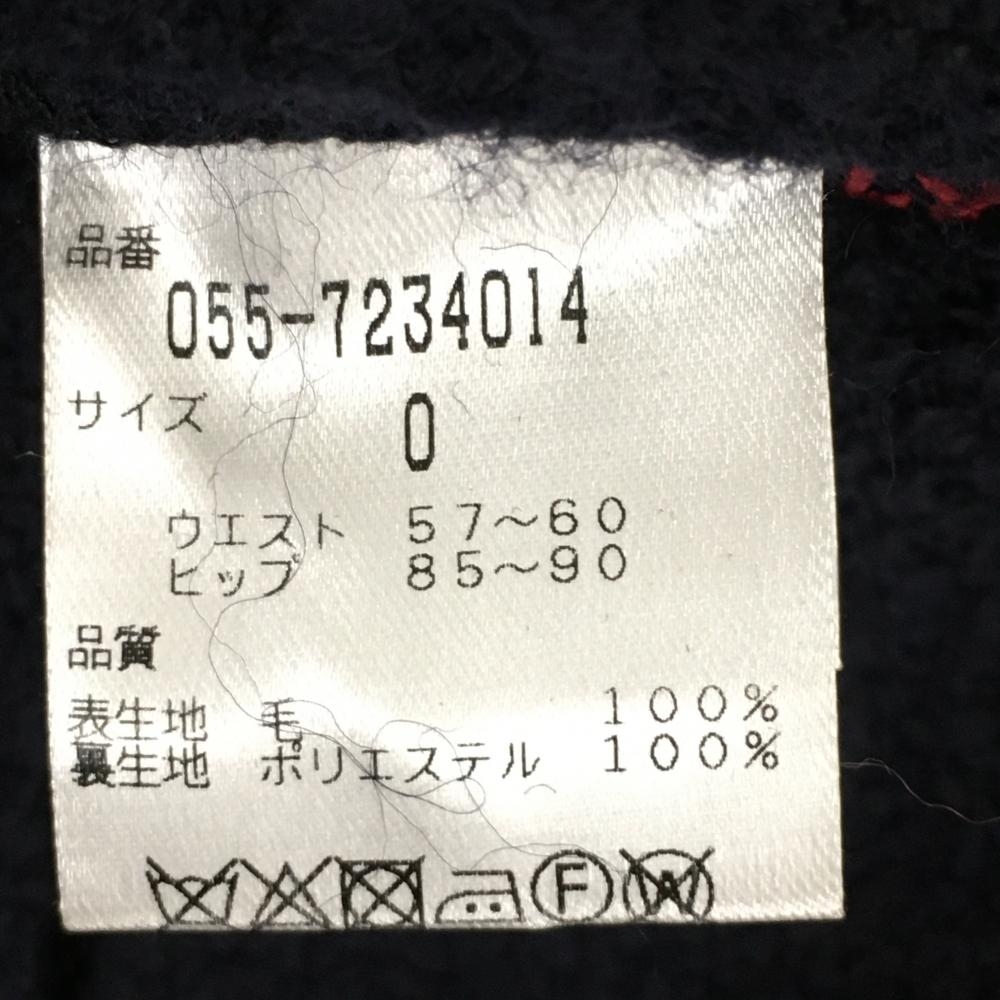 品番
055-7234014
サイズ 0
ウエスト 57～60
ヒップ 85～90
品質
表生地 毛 100%
裏生地 ポリエステル 100%
F W